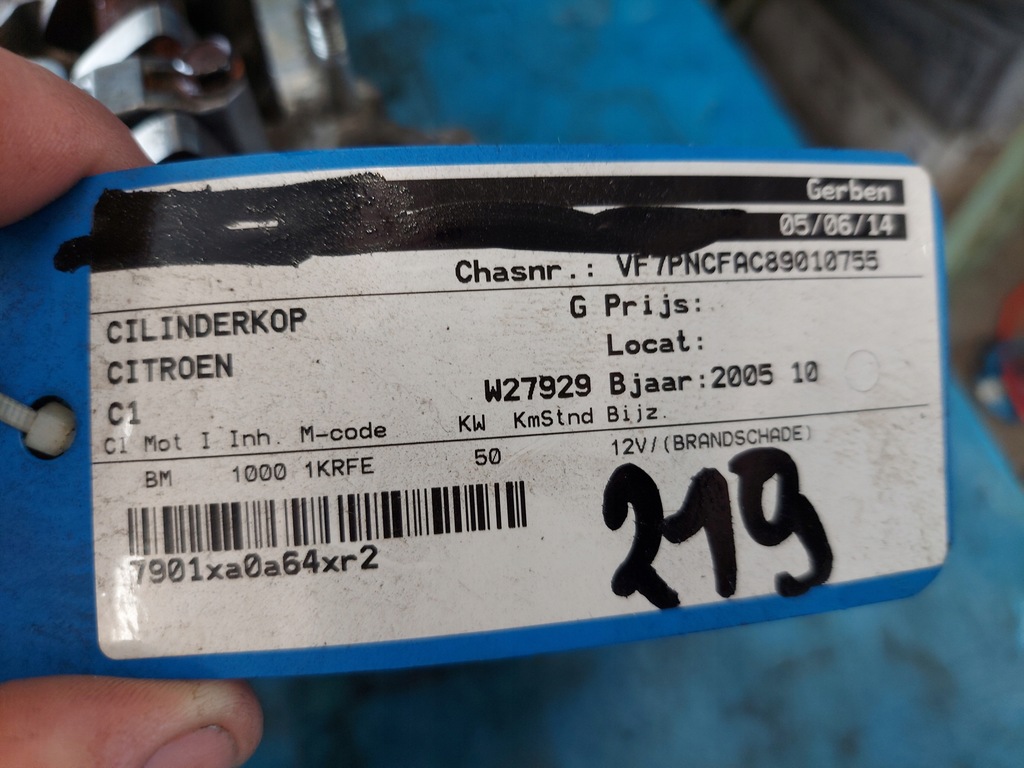 Gerben
05/06/14
Chasnr.: VF7PNCFAC89010755
CILINDERKOP G Prijs:
CITROEN Locat:
C1 W27929 Bjaar:2005 10
Cl Mot I Inh. M-code KW KmStnd Bijz.
BM 1000 1KRFE 50 12V/(BRANDSCHADE)
7901xa0a64xr2
219